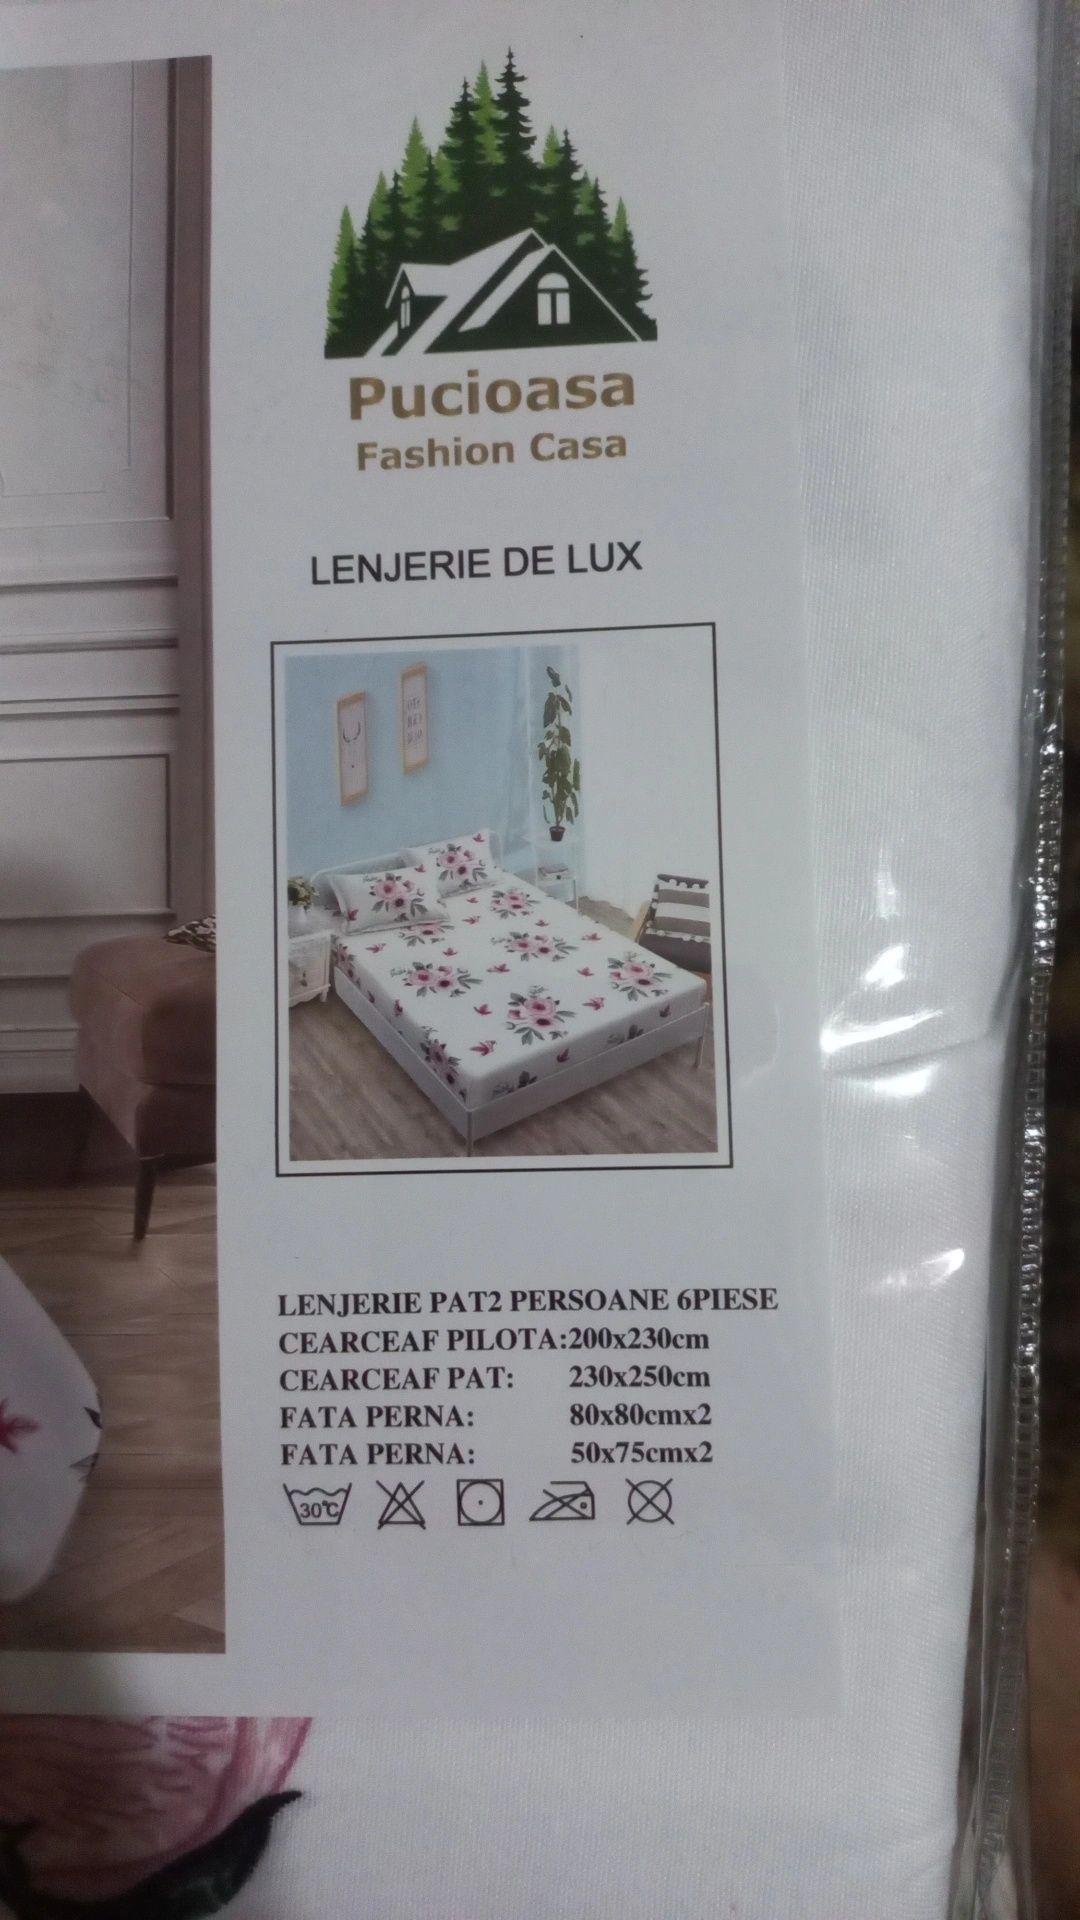 Pucioasa
Fashion Casa
LENJERIE DE LUX
LENJERIE PAT2 PERSOANE 6PIESE
CEARCEAF PILOTA:200x230cm
CEARCEAF PAT: 230x250cm
FATA PERNA: 80x80cmx2
FATA PERNA: 50x75cmx2
30°C